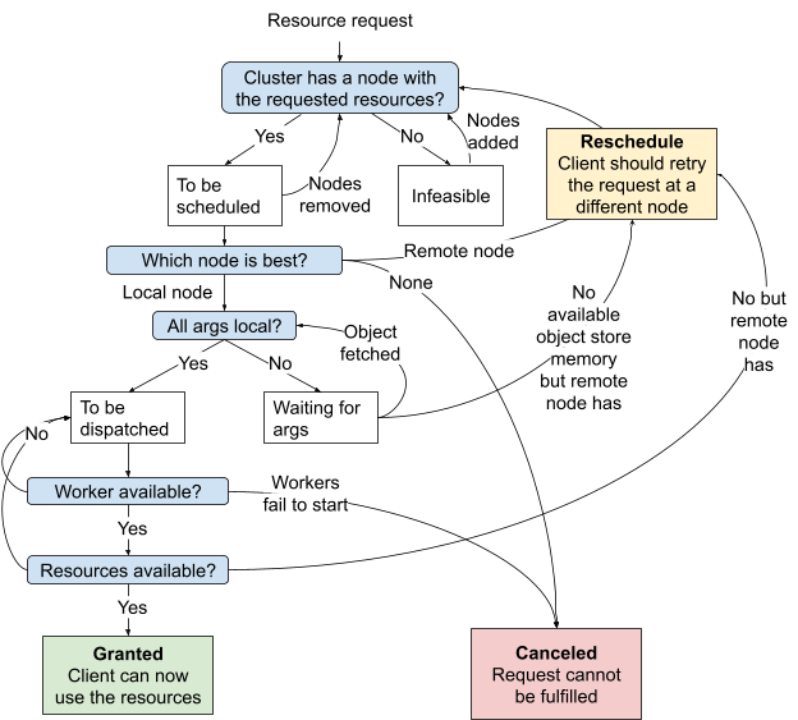 Resource request
Cluster has a node with
the requested resources?
Yes
No
Nodes
added
Reschedule
Client should retry
the request at a
different node
To be
scheduled
Nodes
removed
Infeasible
Which node is best?
Remote node
None
Local node
All args local?
Object
fetched
No
available
object store
memory
but remote
node has
No but
remote
node
has
Yes
No
To be
dispatched
Waiting for
args
No
Worker available?
Workers
fail to start
Yes
Resources available?
Yes
Granted
Client can now
use the resources
Canceled
Request cannot
be fulfilled